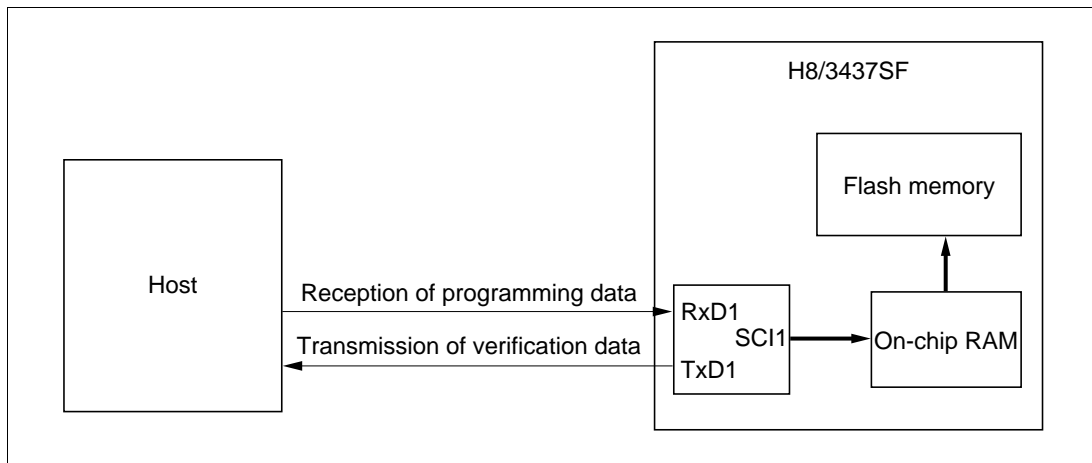 H8/3437SF
Flash memory
Host
Reception of programming data
RxD1
SCI1
On-chip RAM
Transmission of verification data
TxD1